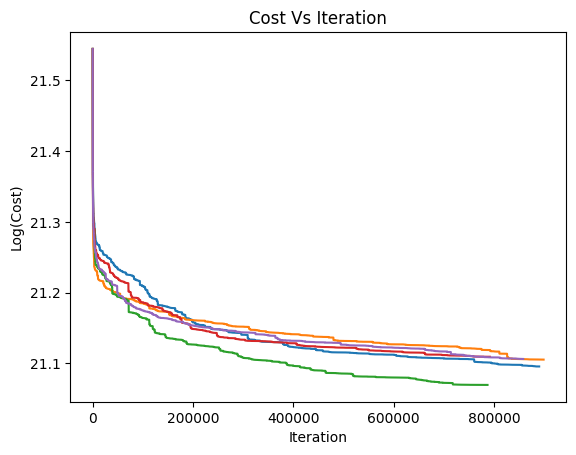 Cost Vs Iteration
Log(Cost)
21.5
21.4
21.3
21.2
21.1
0 200000 400000 600000 800000
Iteration